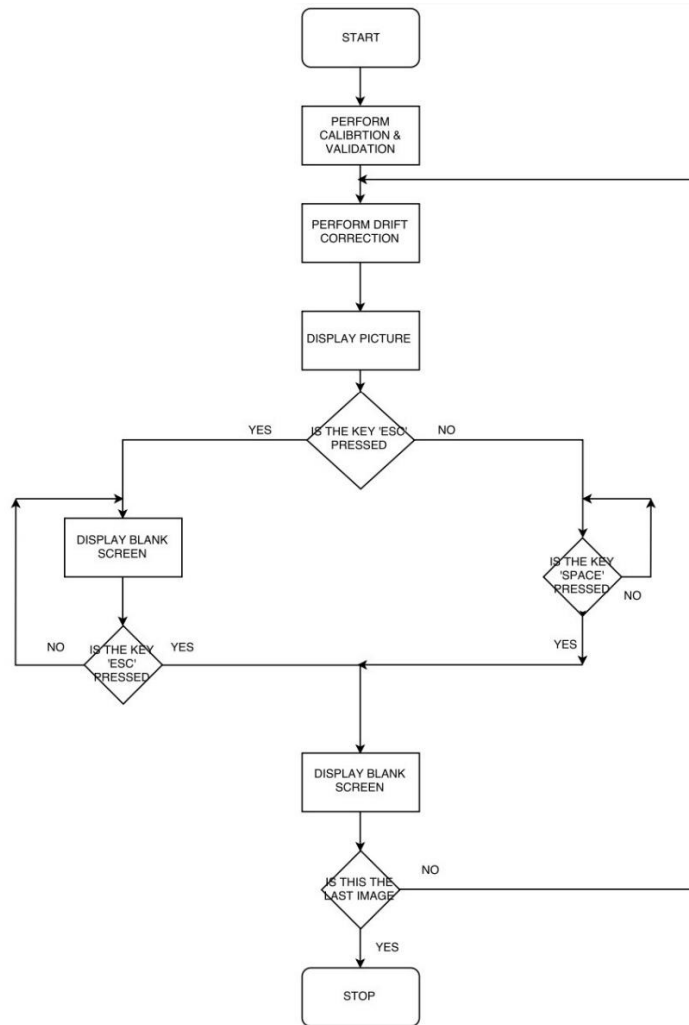 START
PERFORM
CALIBRTION &
VALIDATION
PERFORM DRIFT
CORRECTION
DISPLAY PICTURE
YES
IS THE KEY 'ESC'
PRESSED
NO
DISPLAY BLANK
SCREEN
IS THE KEY
'SPACE'
PRESSED
NO
NO
IS THE KEY
'ESC'
PRESSED
YES
YES
DISPLAY BLANK
SCREEN
IS THIS THE
LAST IMAGE
NO
YES
STOP